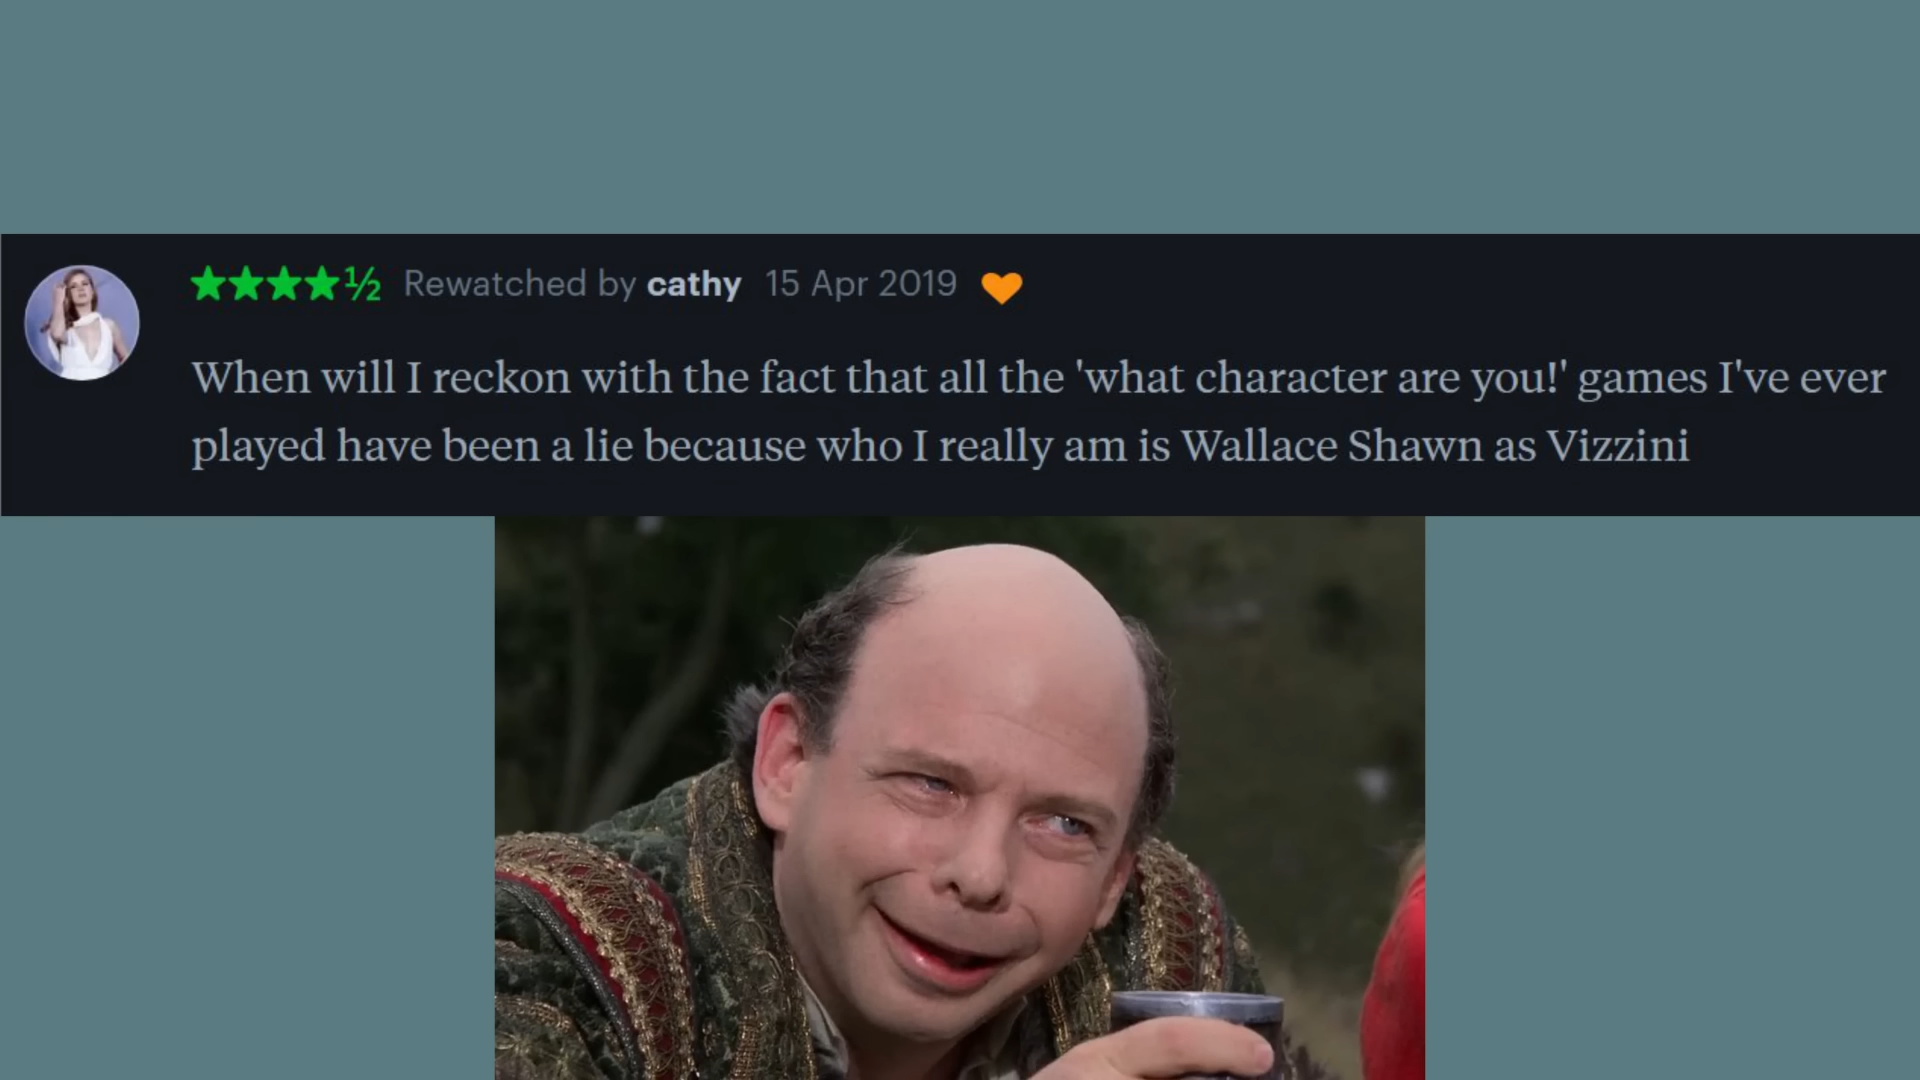 ★★★★½ Rewatched by cathy 15 Apr 2019
When will I reckon with the fact that all the 'what character are you!' games I've ever
played have been a lie because who I really am is Wallace Shawn as Vizzini